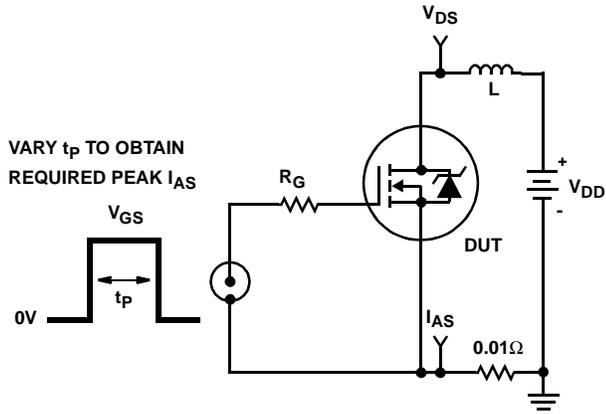 VDS
L
VARY tP TO OBTAIN
REQUIRED PEAK IAS
RG
+
VDD
-
VGS
DUT
tP
0V
IAS
0.01Ω